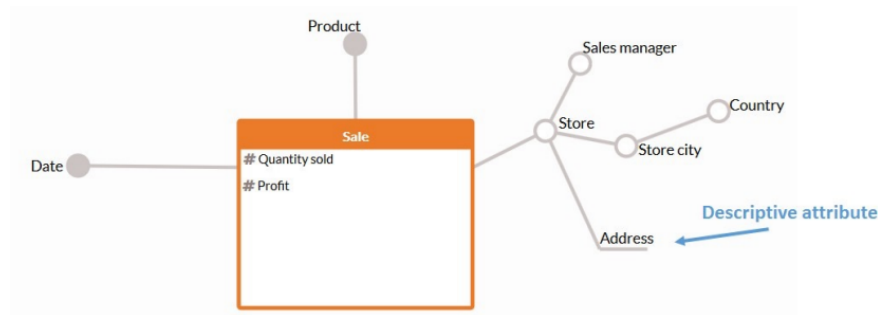 Product
Sales manager
Country
Sale
Store
Store city
Date
# Quantity sold
# Profit
Descriptive attribute
Address